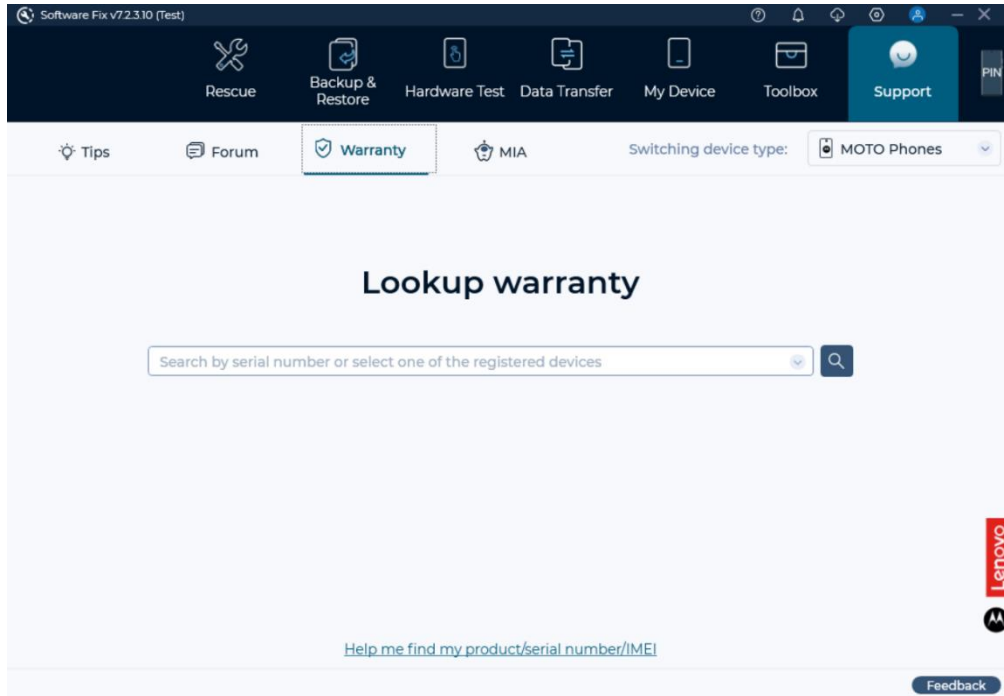 Software Fix v7.2.3.10 (Test)
Rescue
Backup &
Restore
Hardware Test
Data Transfer
My Device
Toolbox
Support
PIN
Tips
Forum
Warranty
MIA
Switching device type:
MOTO Phones
Lookup warranty
Search by serial number or select one of the registered devices
Lenovo
Help me find my product/serial number/IMEI
Feedback